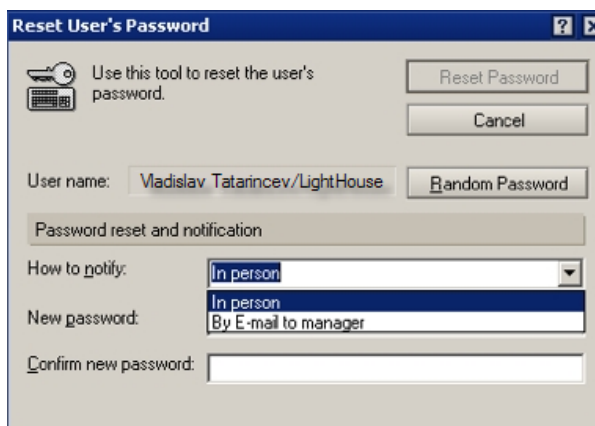 Reset User's Password
Use this tool to reset the user's
password.
Reset Password
Cancel
User name: Vladislav Tatarincev/LightHouse
Random Password
Password reset and notification
How to notify: In person
In person
By E-mail to manager
New password:
Confirm new password: